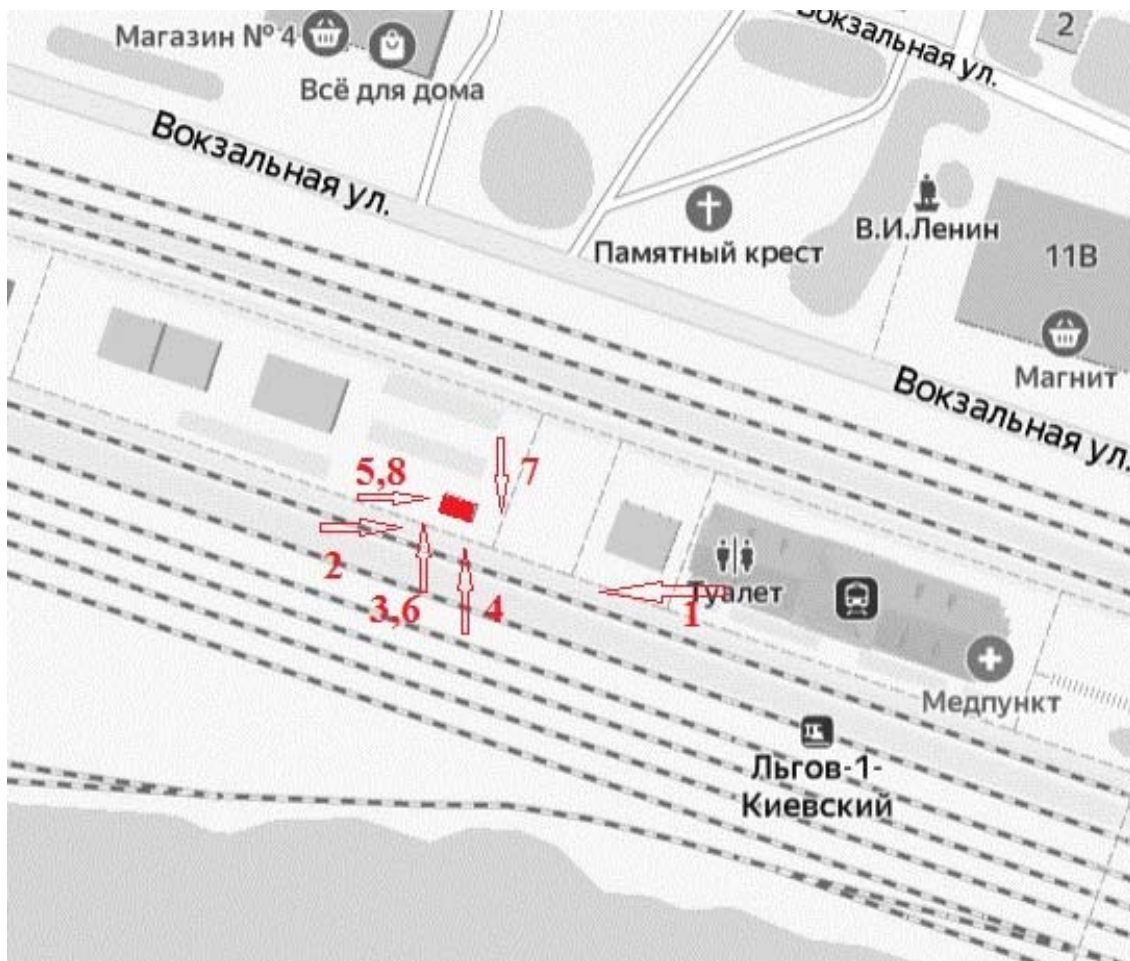 Магазин № 4
Всё для дома
Вокзальная ул.
2
Вокзальная ул.
Памятный крест
В.И.Ленин
11В
Магнит
Вокзальная ул.
5,8
7
2
3,6
4
1
Туалет
Медпункт
Льгов-1-
Киевский